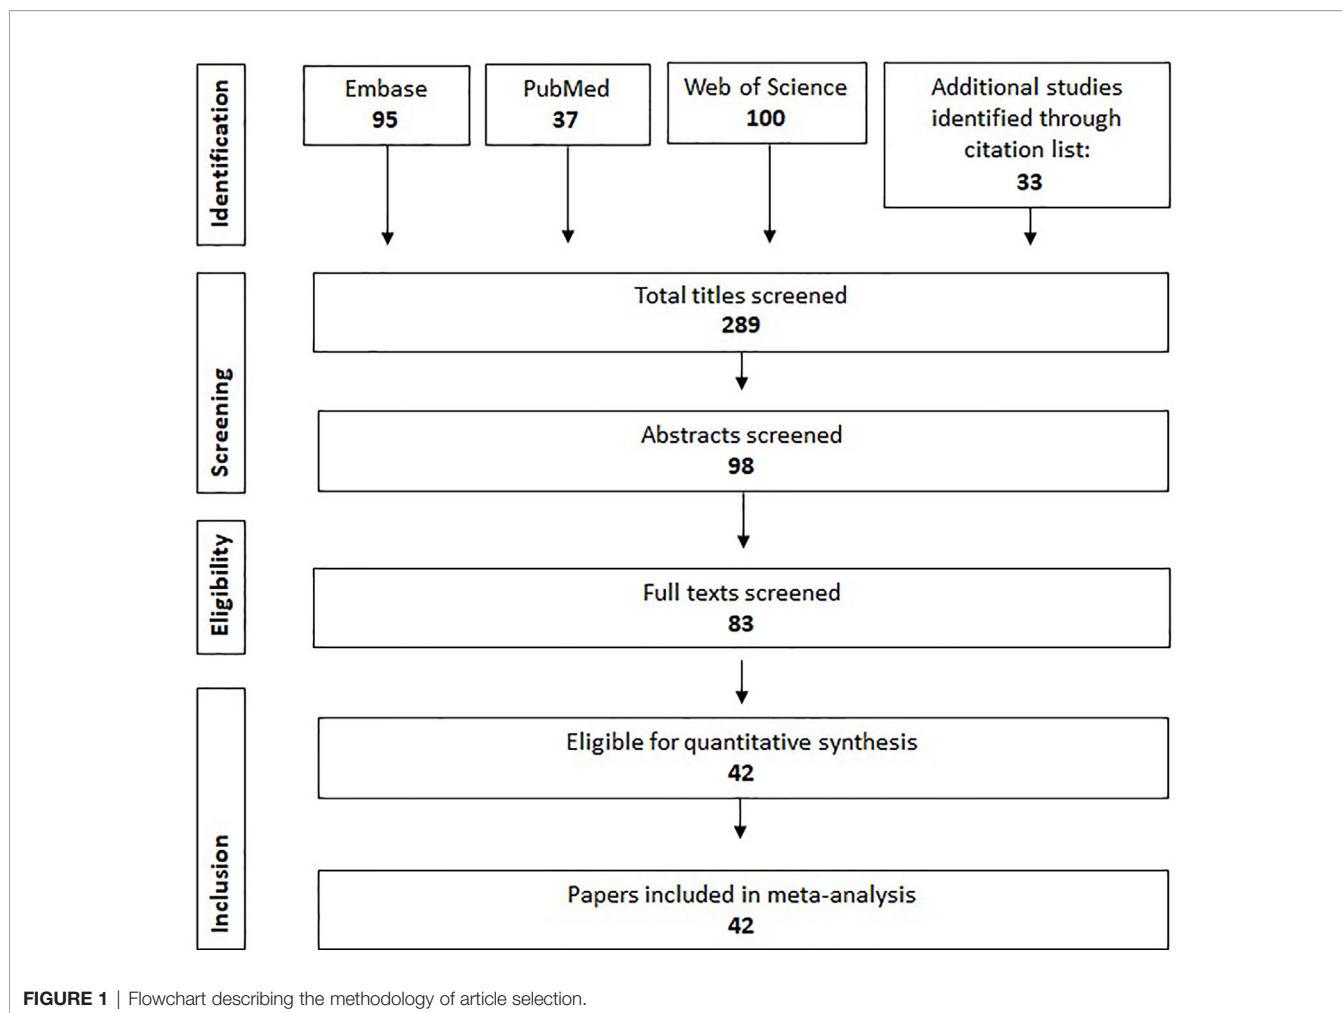 Identification
Embase
95
PubMed
37
Web of Science
100
Additional studies
identified through
citation list:
33
Screening
Total titles screened
289
Abstracts screened
98
Eligibility
Full texts screened
83
Inclusion
Eligible for quantitative synthesis
42
Papers included in meta-analysis
42
FIGURE 1 | Flowchart describing the methodology of article selection.